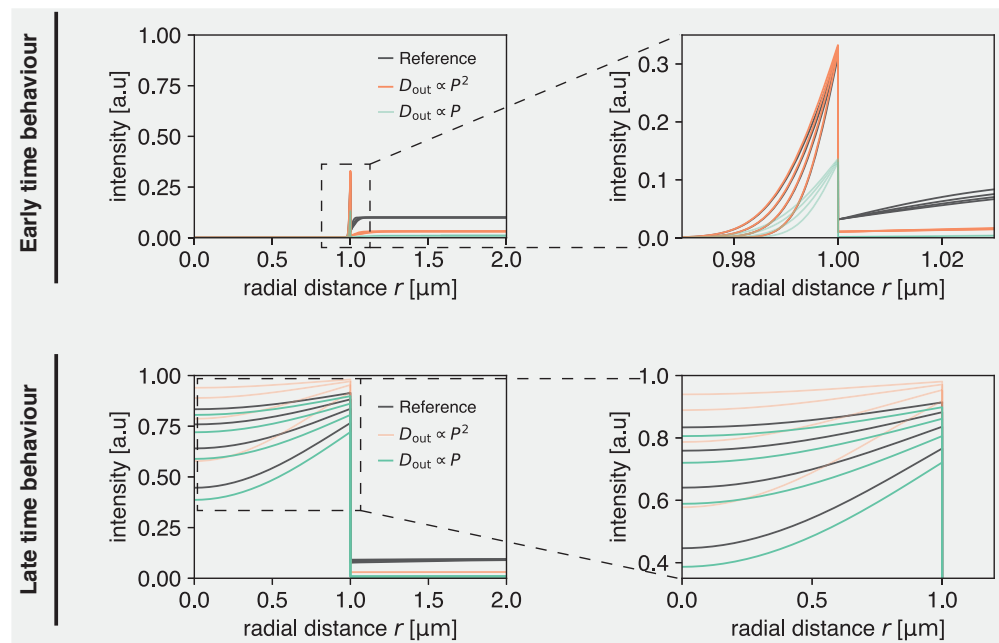 Early time behaviour
intensity [a.u]
1.00
0.75
0.50
0.25
0.00
0.0 0.5 1.0 1.5 2.0
radial distance r [µm]
Reference
D_out ∝ P²
D_out ∝ P
intensity [a.u]
0.3
0.2
0.1
0.0
0.98 1.00 1.02
radial distance r [µm]
Late time behaviour
intensity [a.u]
1.00
0.75
0.50
0.25
0.00
0.0 0.5 1.0 1.5 2.0
radial distance r [µm]
Reference
D_out ∝ P²
D_out ∝ P
intensity [a.u]
1.0
0.8
0.6
0.4
0.0 0.5 1.0
radial distance r [µm]